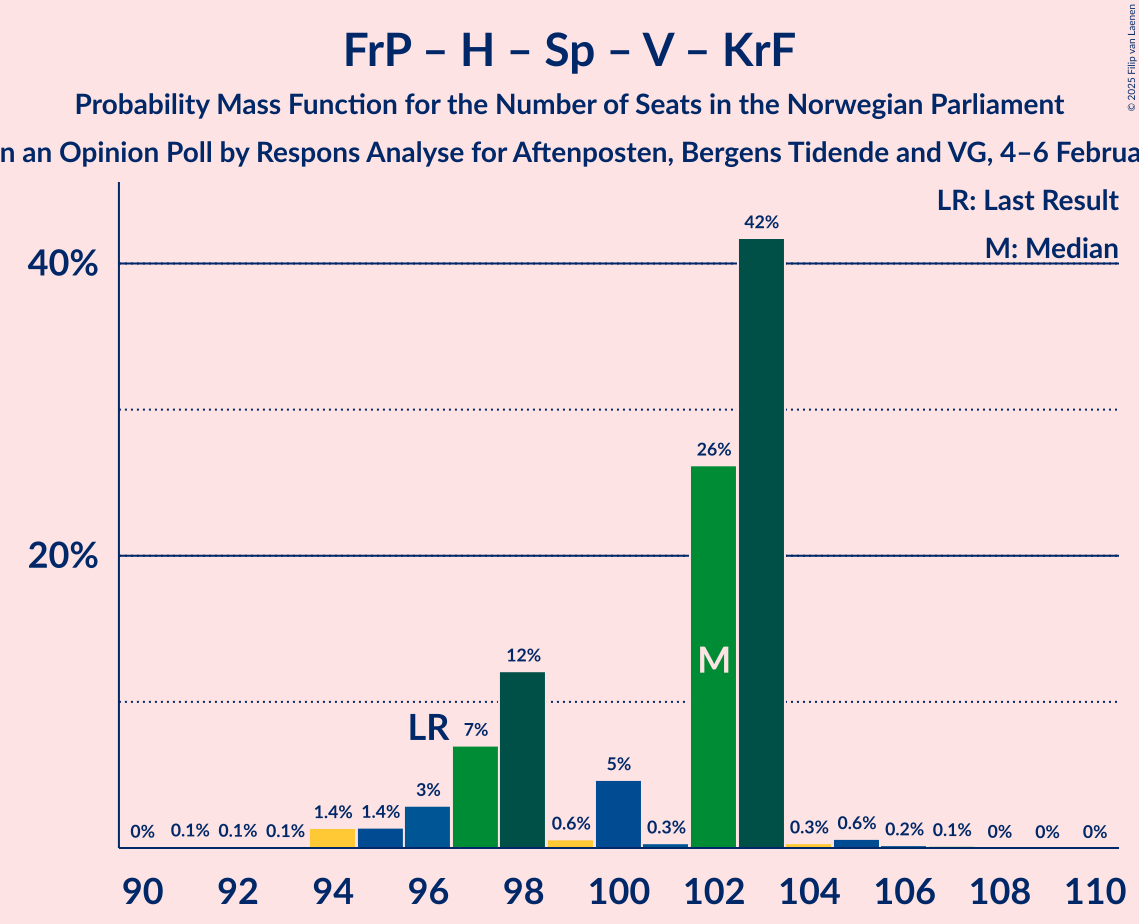 FrP – H – Sp – V – KrF
Probability Mass Function for the Number of Seats in the Norwegian Parliament
an Opinion Poll by Respons Analyse for Aftenposten, Bergens Tidende and VG, 4–6
© 2025 Filip van Laenen
LR: Last Result
M: Median
40%
20%
0% 0.1% 0.1% 0.1% 1.4% 1.4% 3% 7% 12% 0.6% 5% 0.3% 26% 42% 0.3% 0.6% 0.2% 0.1% 0% 0% 0%
LR
M
90 92 94 96 98 100 102 104 106 108 110